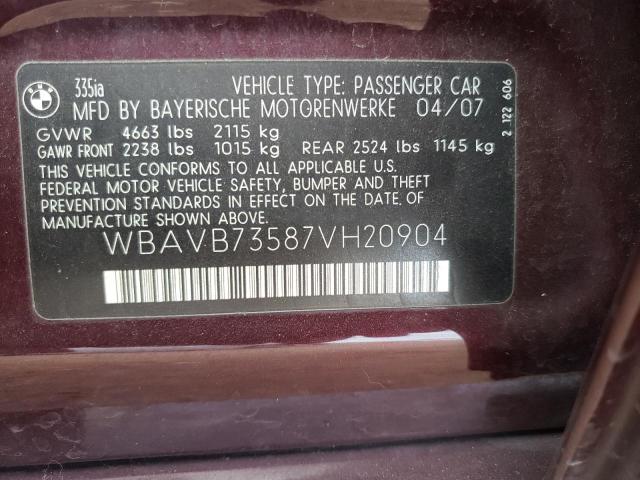 BMW
335ia VEHICLE TYPE: PASSENGER CAR
MFD BY BAYERISCHE MOTORENWERKE 04/07
GVWR 4663 lbs 2115 kg
GAWR FRONT 2238 lbs 1015 kg REAR 2524 lbs 1145 kg
THIS VEHICLE CONFORMS TO ALL APPLICABLE U.S.
FEDERAL MOTOR VEHICLE SAFETY, BUMPER AND THEFT
PREVENTION STANDARDS IN EFFECT ON THE DATE OF
MANUFACTURE SHOWN ABOVE.
WBAVB73587VH20904
2 122 606